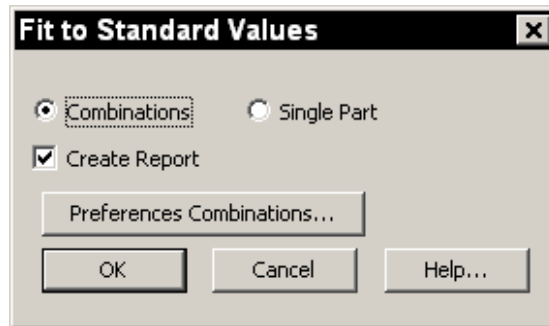 Fit to Standard Values
Combinations Single Part
Create Report
Preferences Combinations...
OK Cancel Help...